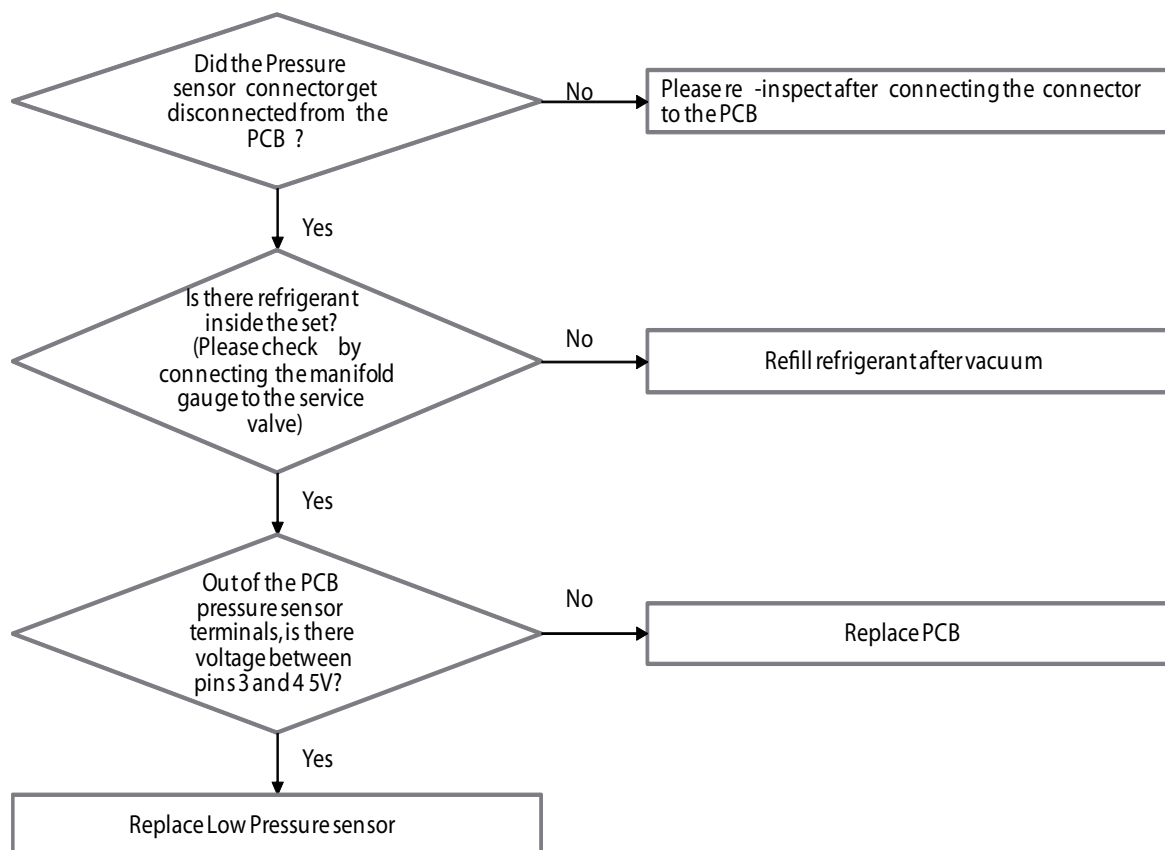 Did the Pressure
sensor connector get
disconnected from the
PCB ?
No
Please re -inspect after connecting the connector
to the PCB
Yes
Is there refrigerant
inside the set?
(Please check by
connecting the manifold
gauge to the service
valve)
No
Refill refrigerant after vacuum
Yes
Out of the PCB
pressure sensor
terminals, is there
voltage between
pins 3 and 4 5V?
No
Replace PCB
Yes
Replace Low Pressure sensor